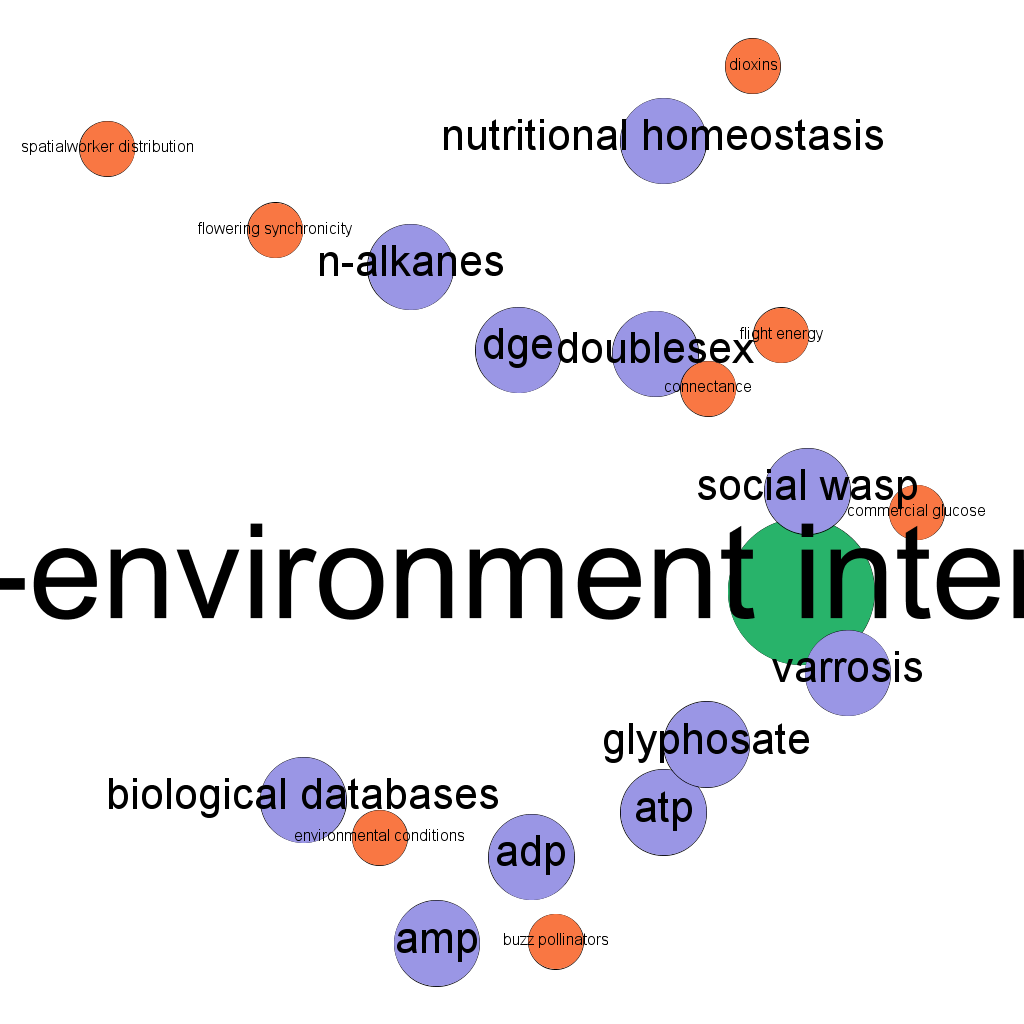 dioxins
nutritional homeostasis
spatialworker distribution
flowering synchronicity
n-alkanes
flight energy
dge
doublesex
connectance
social wasp
commercial glucose
-environment inter
varrosis
glyphosate
biological databases
atp
environmental conditions
adp
amp
buzz pollinators